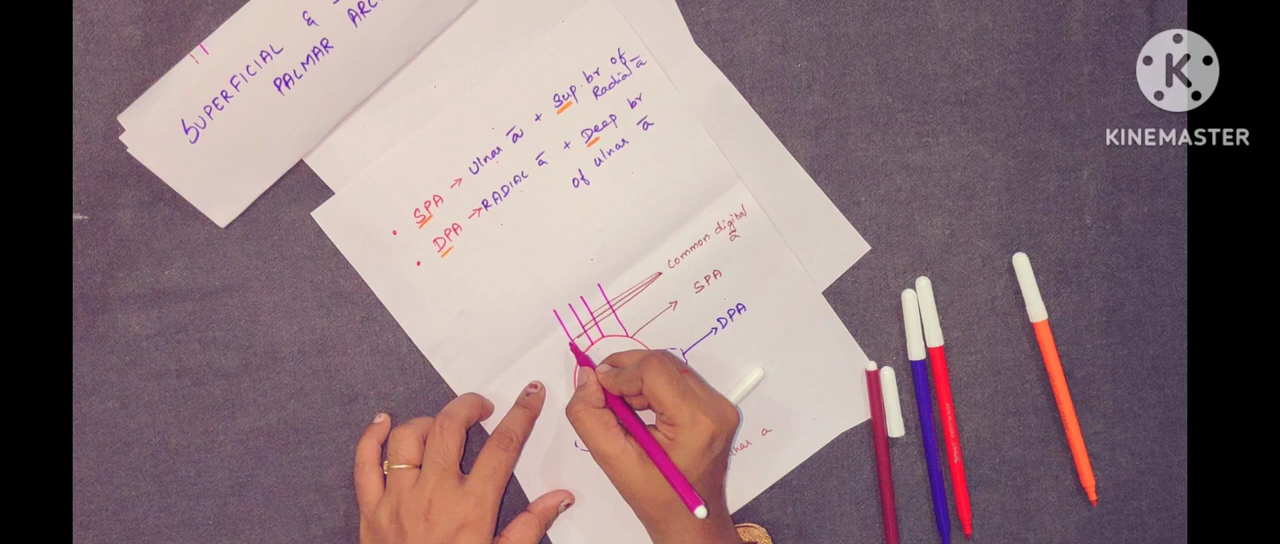 SUPERFICIAL &
PALMAR ARC
• SPA → Ulnar ā + Sup. br of
Radial ā
• DPA → RADIAL ā + Deep br
of ulnar ā
Common digital
ā
SPA
DPA
a
K
KINEMASTER